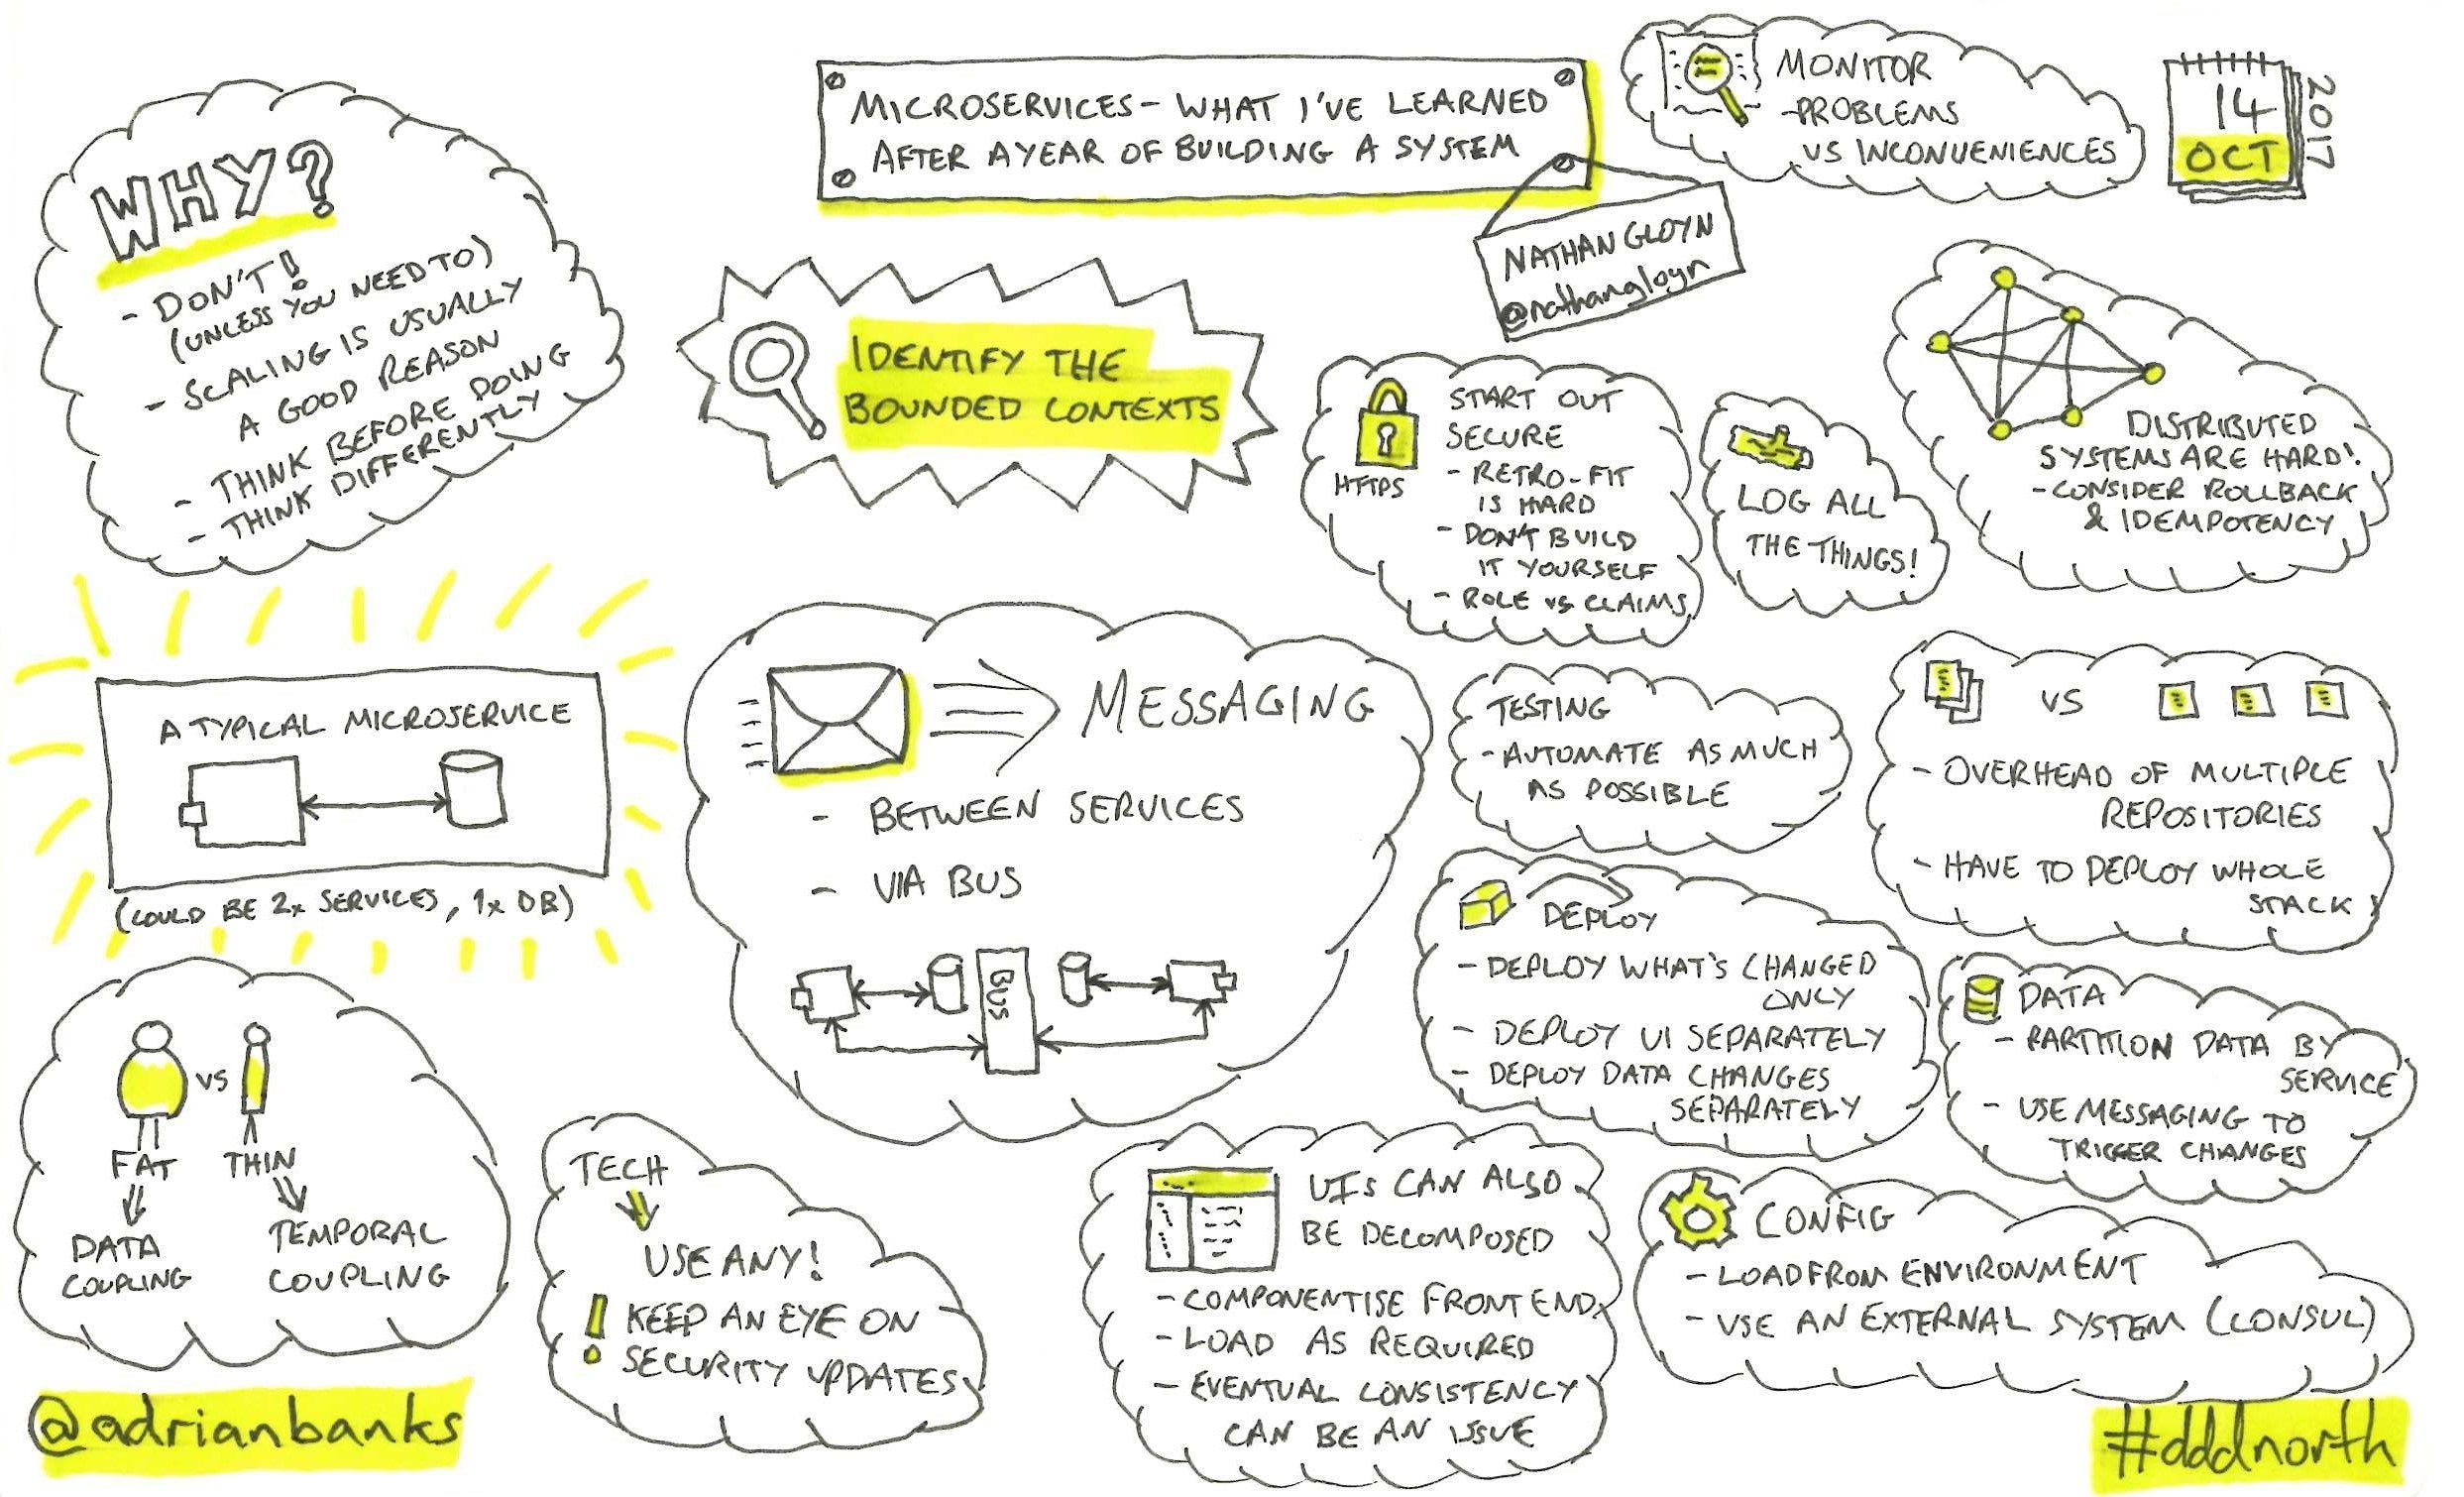 MICROSERVICES - WHAT I'VE LEARNED
AFTER A YEAR OF BUILDING A SYSTEM
NATHAN GLOYN
@nathangloyn
MONITOR
- PROBLEMS
VS INCONVENIENCES
14
OCT
2017
WHY?
- DON'T!
(UNLESS YOU NEED TO)
- SCALING IS USUALLY
A GOOD REASON
- THINK BEFORE DOING
- THINK DIFFERENTLY
IDENTIFY THE
BOUNDED CONTEXTS
HTTPS
START OUT
SECURE
- RETRO-FIT
IS HARD
- DON'T BUILD
IT YOURSELF
- ROLE VS CLAIMS
LOG ALL
THE THINGS!
DISTRIBUTED
SYSTEMS ARE HARD!
- CONSIDER ROLLBACK
& IDEMPOTENCY
A TYPICAL MICROSERVICE
(COULD BE 2x SERVICES, 1x DB)
MESSAGING
- BETWEEN SERVICES
- VIA BUS
BUS
TESTING
- AUTOMATE AS MUCH
AS POSSIBLE
VS
- OVERHEAD OF MULTIPLE
REPOSITORIES
- HAVE TO DEPLOY WHOLE
STACK
DEPLOY
- DEPLOY WHAT'S CHANGED
ONLY
- DEPLOY UI SEPARATELY
- DEPLOY DATA CHANGES
SEPARATELY
DATA
- PARTITION DATA BY
SERVICE
- USE MESSAGING TO
TRIGGER CHANGES
VS
FAT THIN
DATA
COUPLING
TEMPORAL
COUPLING
TECH
USE ANY!
! KEEP AN EYE ON
SECURITY UPDATES
UIs CAN ALSO
BE DECOMPOSED
- COMPONENTISE FRONT END
- LOAD AS REQUIRED
- EVENTUAL CONSISTENCY
CAN BE AN ISSUE
CONFIG
- LOAD FROM ENVIRONMENT
- USE AN EXTERNAL SYSTEM (CONSUL)
@adrianbanks
#dddnorth